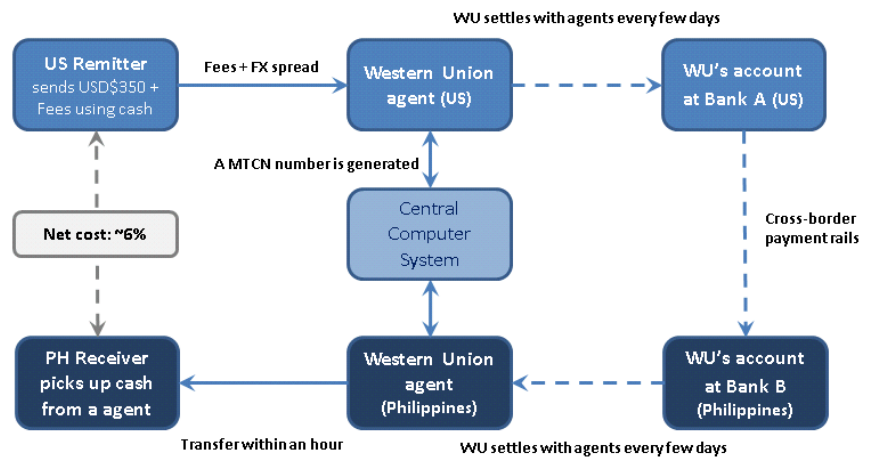 WU settles with agents every few days
US Remitter
sends USD$350 +
Fees using cash
Fees + FX spread
Western Union
agent (US)
WU's account
at Bank A (US)
A MTCN number is generated
Central
Computer
System
Net cost: ~6%
Cross-border
payment rails
PH Receiver
picks up cash
from a agent
Western Union
agent
(Philippines)
WU's account
at Bank B
(Philippines)
Transfer within an hour
WU settles with agents every few days